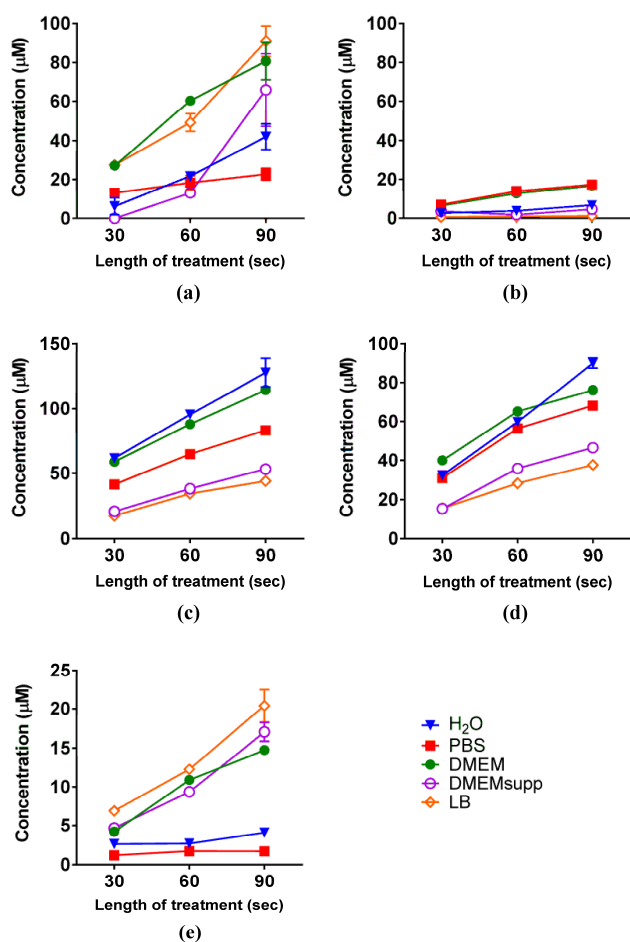 100
80
60
40
20
0
Concentration (μM)
30 60 90
Length of treatment (sec)
(a)
100
80
60
40
20
0
Concentration (μM)
30 60 90
Length of treatment (sec)
(b)
150
100
50
0
Concentration (μM)
30 60 90
Length of treatment (sec)
(c)
100
80
60
40
20
0
Concentration (μM)
30 60 90
Length of treatment (sec)
(d)
25
20
15
10
5
0
Concentration (μM)
30 60 90
Length of treatment (sec)
(e)
H₂O
PBS
DMEM
DMEMsupp
LB